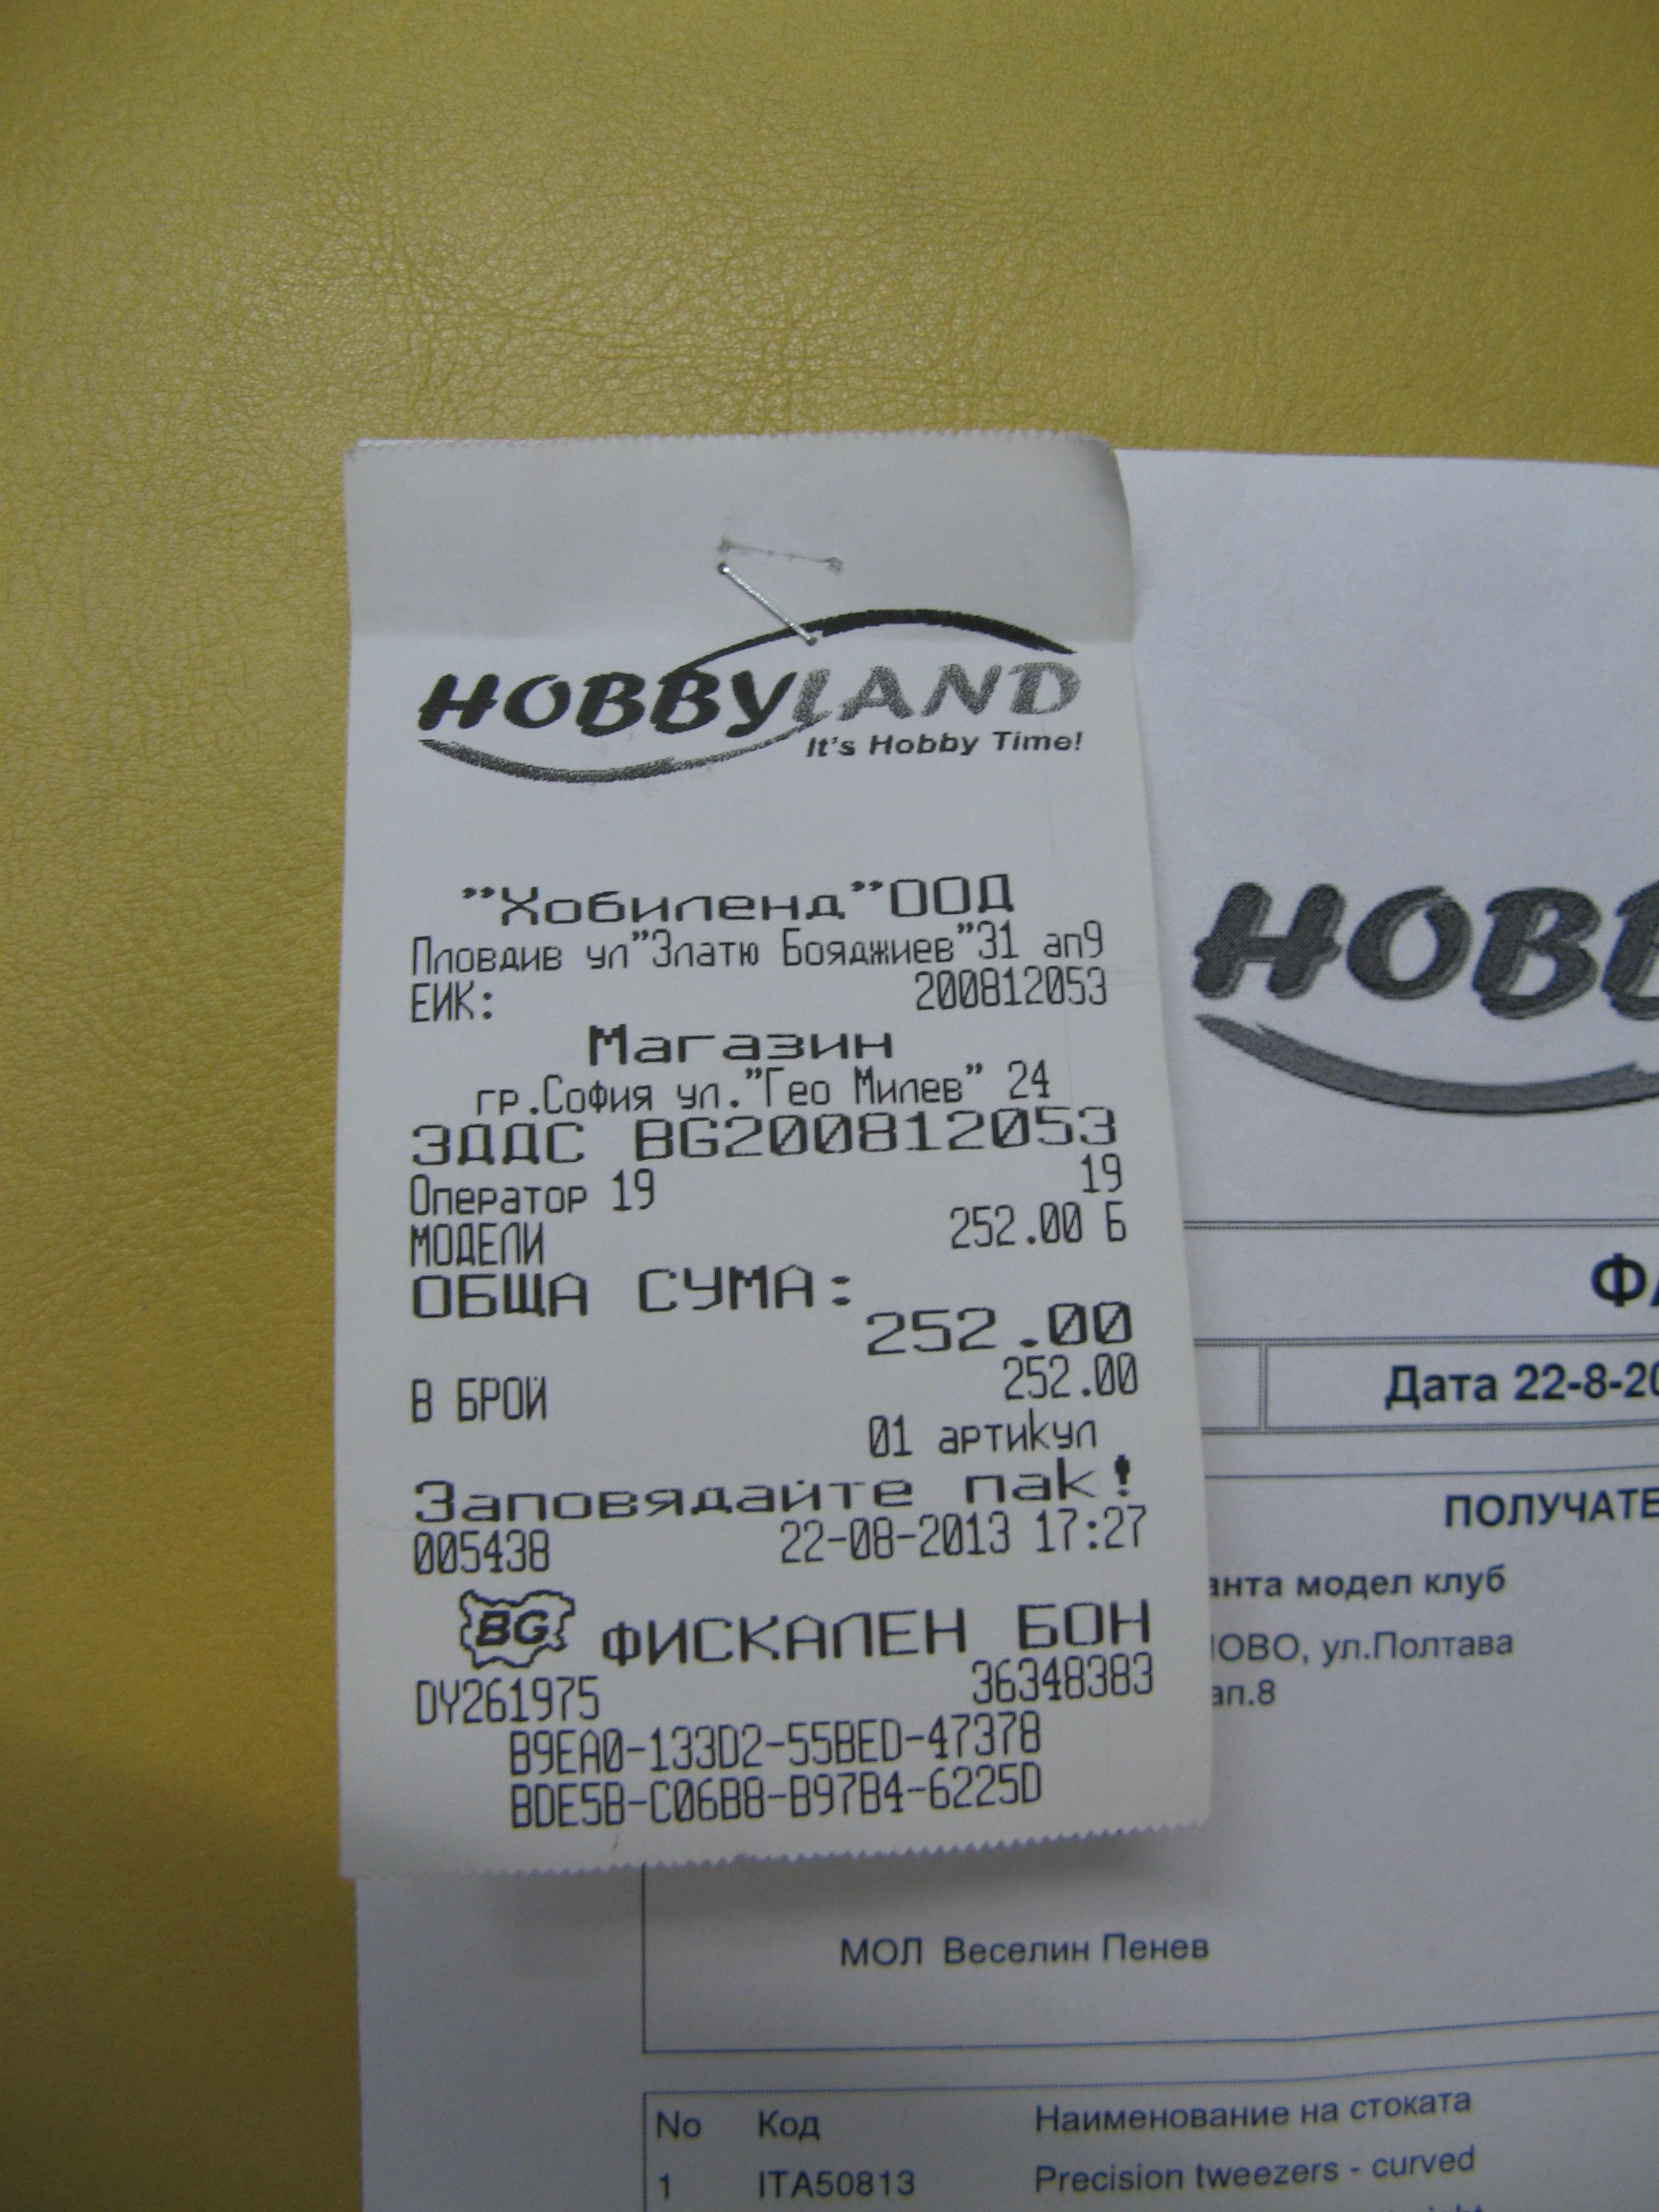 HOBBYLAND
It's Hobby Time!
"Хобиленд"ООД
Пловдив ул"Златю Бояджиев"31 ап9
ЕИК: 200812053
Магазин
гр.София ул."Гео Милев" 24
ЗДДС BG200812053
Оператор 19 19
МОДЕЛИ 252.00 Б
ОБЩА СУМА:
252.00
В БРОЙ 252.00
01 артикул
Заповядайте пак!
005438 22-08-2013 17:27
BG ФИСКАЛЕН БОН
DY261975 36348383
B9EA0-133D2-55BED-47378
BDE5B-C06B8-B97B4-6225D
HOBB
ФА
Дата 22-8-20
ПОЛУЧАТЕ
анта модел клуб
НОВО, ул.Полтава
ап.8
МОЛ Веселин Пенев
No Код Наименование на стоката
1 ITA50813 Precision tweezers - curved